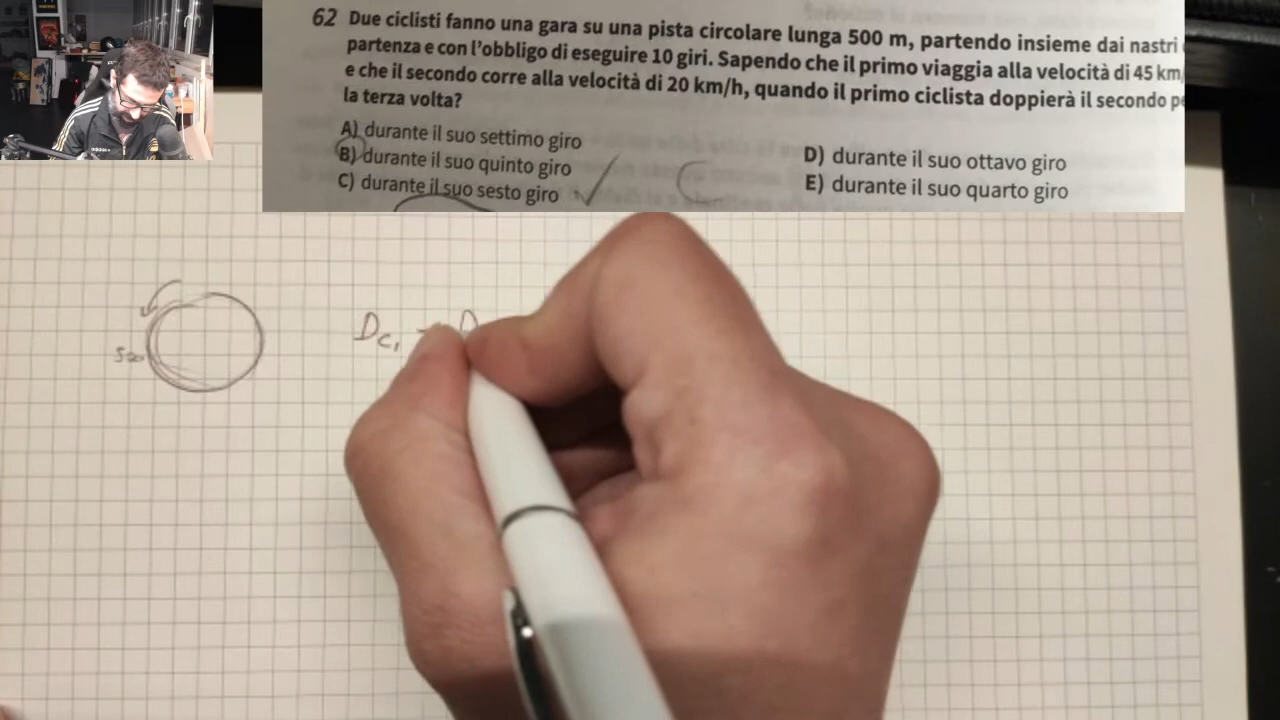 62 Due ciclisti fanno una gara su una pista circolare lunga 500 m, partendo insieme dai nastri
partenza e con l'obbligo di eseguire 10 giri. Sapendo che il primo viaggia alla velocità di 45 km
e che il secondo corre alla velocità di 20 km/h, quando il primo ciclista doppierà il secondo
la terza volta?
A) durante il suo settimo giro
B) durante il suo quinto giro
C) durante il suo sesto giro
D) durante il suo ottavo giro
E) durante il suo quarto giro
500
Dc₁